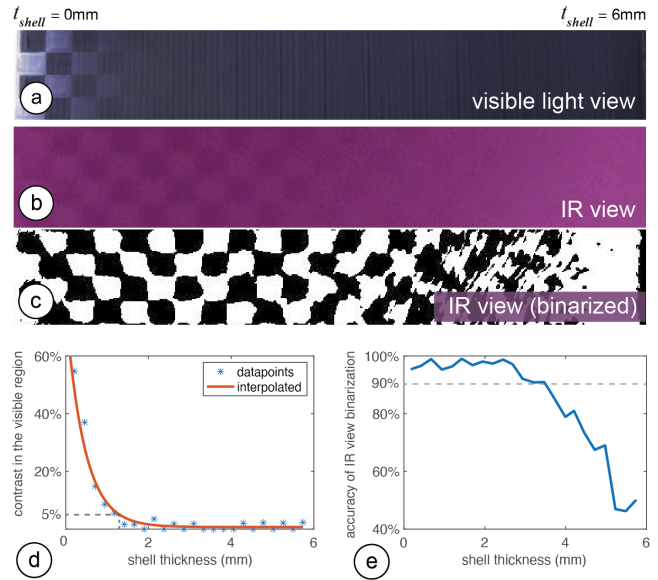 t_shell = 0mm
t_shell = 6mm
a
visible light view
b
IR view
c
IR view (binarized)
60%
40%
20%
5%
contrast in the visible region
datapoints
interpolated
0
2
4
6
shell thickness (mm)
d
100%
90%
80%
60%
40%
accuracy of IR view binarization
0
2
4
6
shell thickness (mm)
e